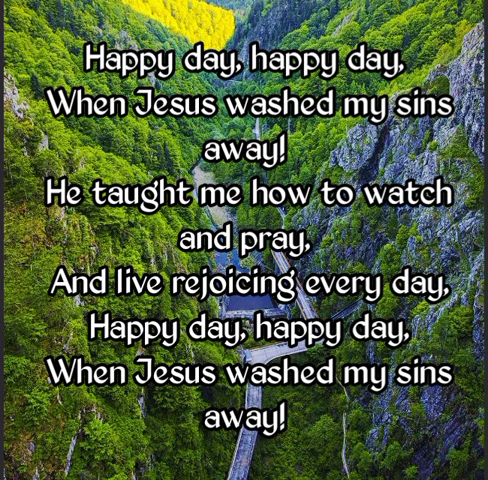 Happy day, happy day,
When Jesus washed my sins
away!
He taught me how to watch
and pray,
And live rejoicing every day,
Happy day, happy day,
When Jesus washed my sins
away!